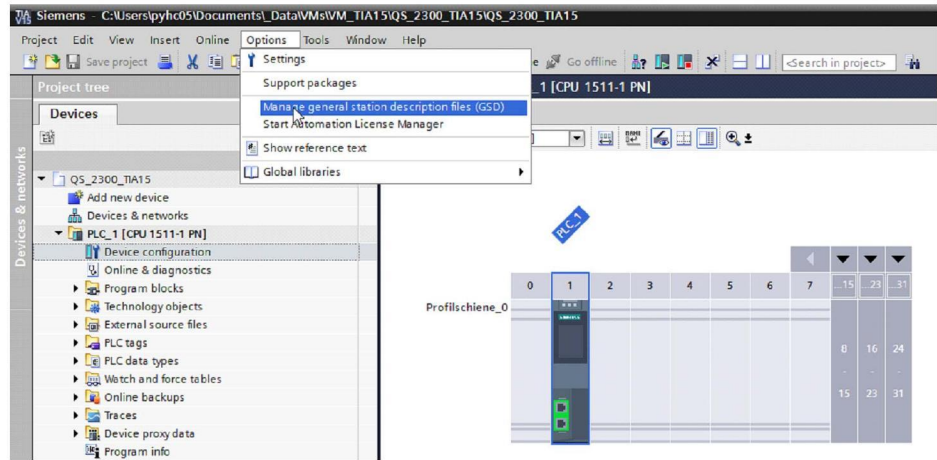 Siemens - C:\Users\pyhc05\Documents\_Data\VMs\VM_TIA15\QS_2300_TIA15\QS_2300_TIA15
Project Edit View Insert Online Options Tools Window Help
Save project
e Go offline
<Search in project>
Settings
Support packages
Manage general station description files (GSD)
Start Automation License Manager
Show reference text
Global libraries
Project tree
_1 [CPU 1511-1 PN]
Devices
Devices & networks
QS_2300_TIA15
Add new device
Devices & networks
PLC_1 [CPU 1511-1 PN]
Device configuration
Online & diagnostics
Program blocks
Technology objects
External source files
PLC tags
PLC data types
Watch and force tables
Online backups
Traces
Device proxy data
Program info
PLC_1
0 1 2 3 4 5 6 7 ...15 ...23 ...31
Profilschiene_0
SIEMENS
8 16 24
- - -
15 23 31